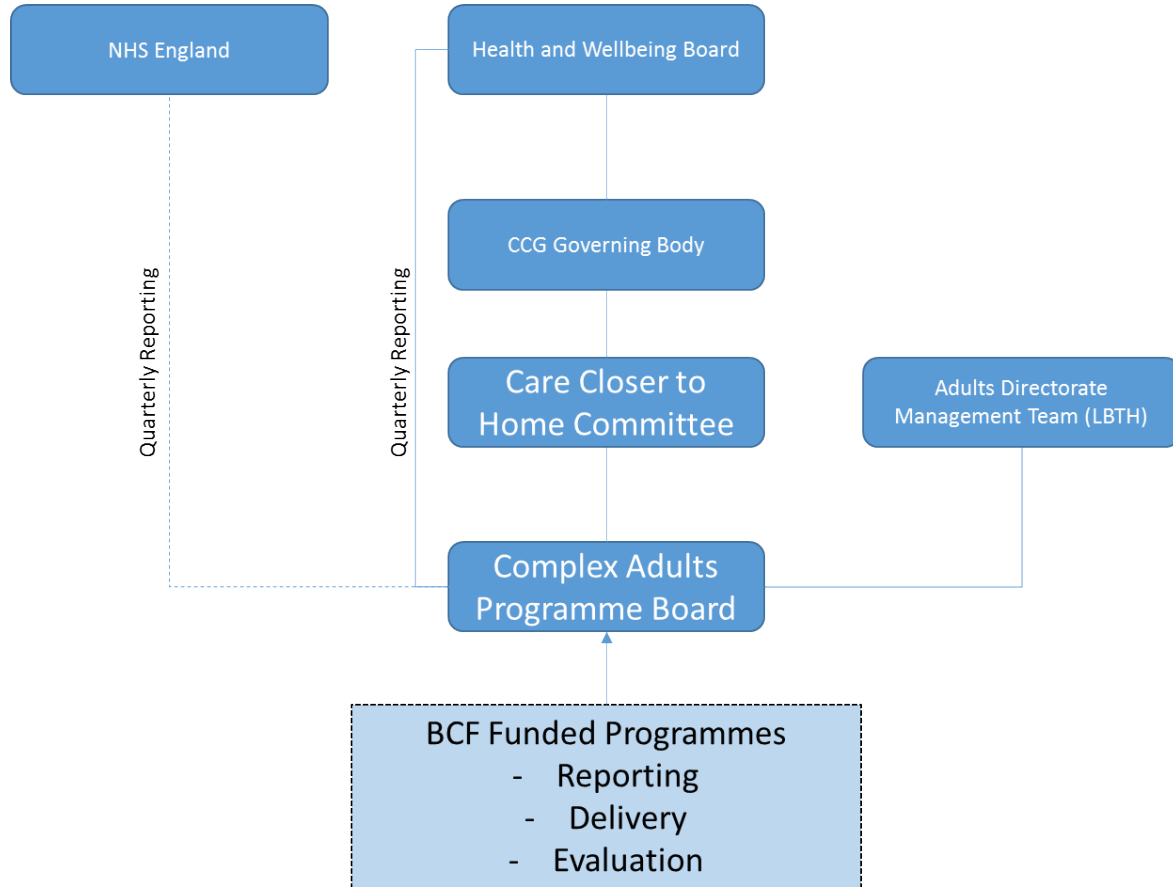 NHS England
Health and Wellbeing Board
CCG Governing Body
Quarterly Reporting
Quarterly Reporting
Care Closer to
Home Committee
Adults Directorate
Management Team (LBTH)
Complex Adults
Programme Board
BCF Funded Programmes
- Reporting
- Delivery
- Evaluation